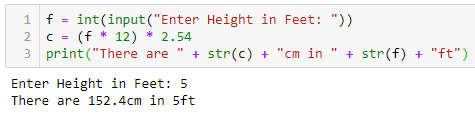 1 f = int(input("Enter Height in Feet: "))
2 c = (f * 12) * 2.54
3 print("There are " + str(c) + "cm in " + str(f) + "ft")
Enter Height in Feet: 5
There are 152.4cm in 5ft